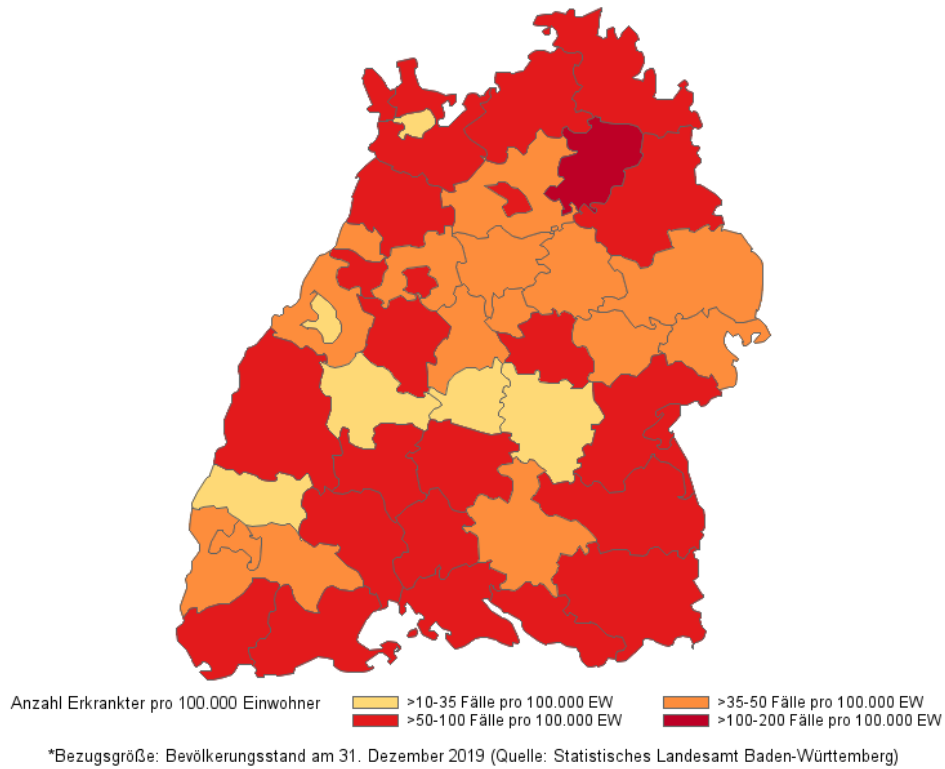 Anzahl Erkrankter pro 100.000 Einwohner >10-35 Fälle pro 100.000 EW >35-50 Fälle pro 100.000 EW
>50-100 Fälle pro 100.000 EW >100-200 Fälle pro 100.000 EW
*Bezugsgröße: Bevölkerungsstand am 31. Dezember 2019 (Quelle: Statistisches Landesamt Baden-Württemberg)